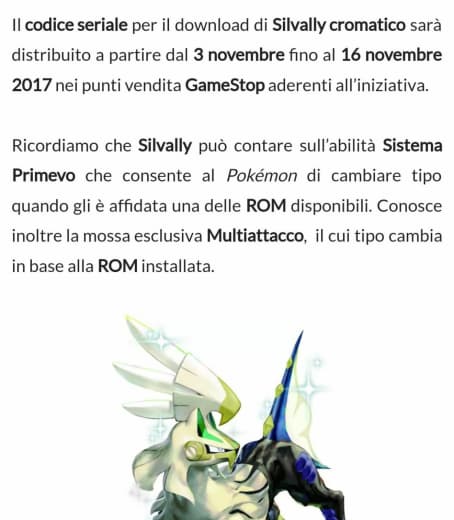 Il codice seriale per il download di Silvally cromatico sarà
distribuito a partire dal 3 novembre fino al 16 novembre
2017 nei punti vendita GameStop aderenti all'iniziativa.
Ricordiamo che Silvally può contare sull'abilità Sistema
Primevo che consente al Pokémon di cambiare tipo
quando gli è affidata una delle ROM disponibili. Conosce
inoltre la mossa esclusiva Multiattacco, il cui tipo cambia
in base alla ROM installata.